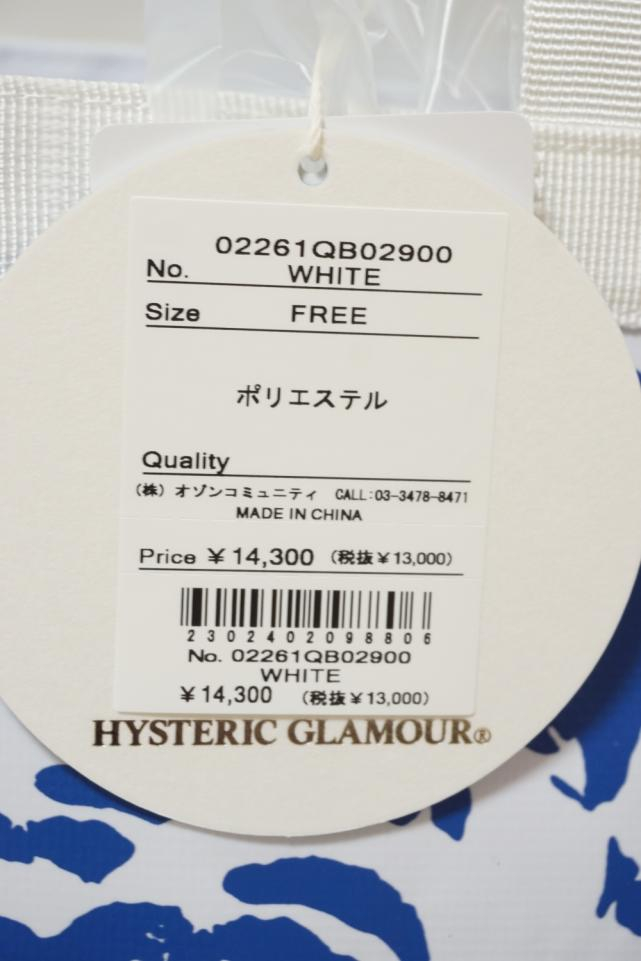 02261QB02900
No. WHITE
Size FREE
ポリエステル
Quality
（株）オゾンコミュニティ CALL:03-3478-8471
MADE IN CHINA
Price ￥14,300 （税抜￥13,000）
2302402098806
No. 02261QB02900
WHITE
￥14,300 （税抜￥13,000）
HYSTERIC GLAMOUR®